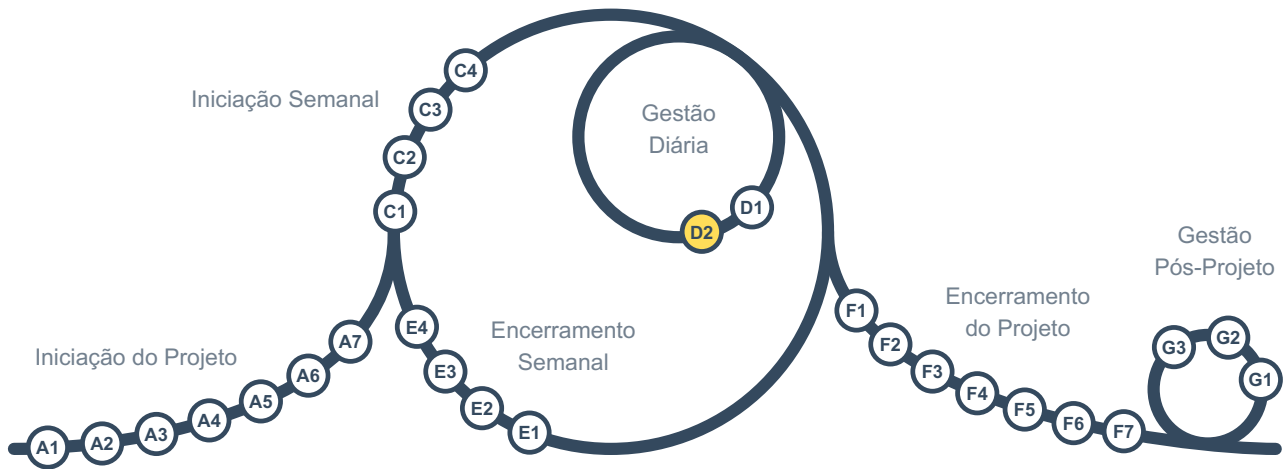 Iniciação do Projeto
A1
A2
A3
A4
A5
A6
A7
Iniciação Semanal
C1
C2
C3
C4
Gestão
Diária
D1
D2
Encerramento
Semanal
E1
E2
E3
E4
Encerramento
do Projeto
F1
F2
F3
F4
F5
F6
F7
Gestão
Pós-Projeto
G1
G2
G3